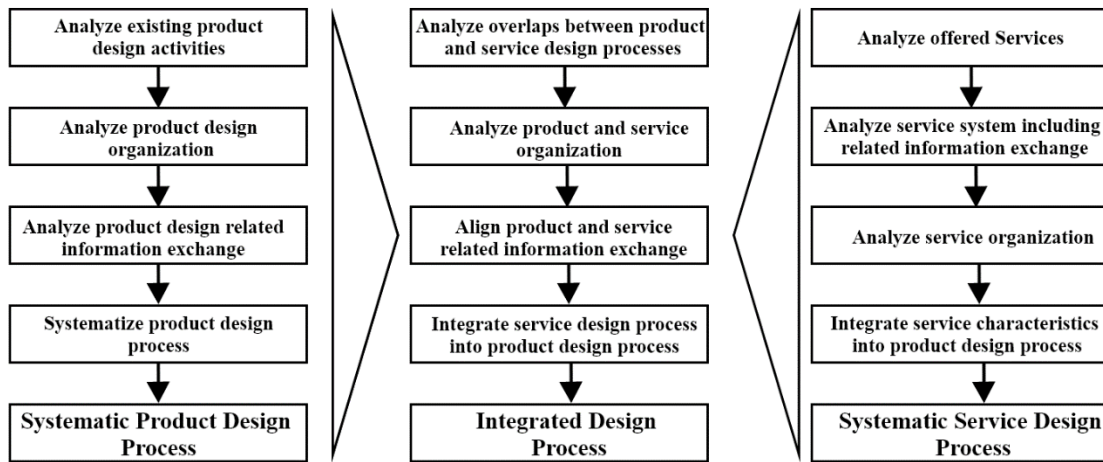 Analyze existing product
design activities
Analyze product design
organization
Analyze product design related
information exchange
Systematize product design
process
Systematic Product Design
Process
Analyze overlaps between product
and service design processes
Analyze product and service
organization
Align product and service
related information exchange
Integrate service design process
into product design process
Integrated Design
Process
Analyze offered Services
Analyze service system including
related information exchange
Analyze service organization
Integrate service characteristics
into product design process
Systematic Service Design
Process